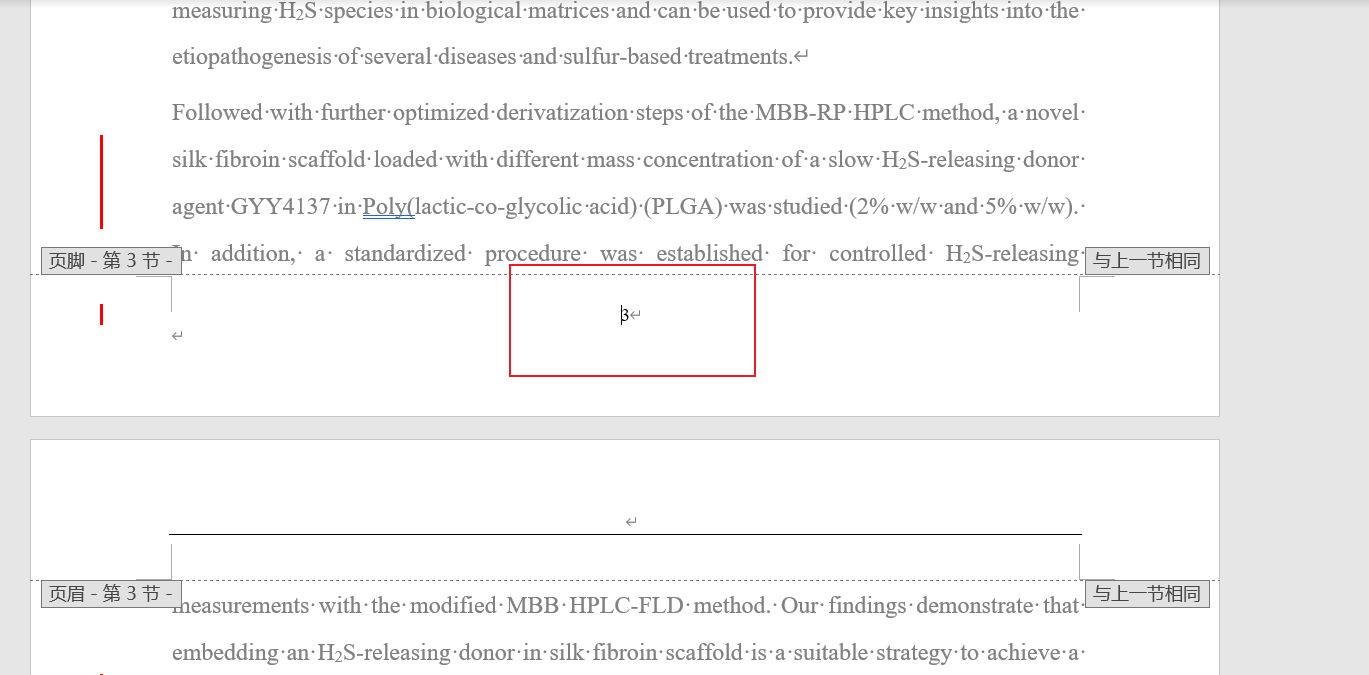 measuring H₂S species in biological matrices and can be used to provide key insights into the
etiopathogenesis of several diseases and sulfur-based treatments.
Followed with further optimized derivatization steps of the MBB-RP HPLC method, a novel
silk fibroin scaffold loaded with different mass concentration of a slow H₂S-releasing donor
agent GYY4137 in Poly(lactic-co-glycolic acid) (PLGA) was studied (2% w/w and 5% w/w).
In addition, a standardized procedure was established for controlled H₂S-releasing
页脚 - 第 3 节 -
与上一节相同
3
页眉 - 第 3 节 -
与上一节相同
measurements with the modified MBB HPLC-FLD method. Our findings demonstrate that
embedding an H₂S-releasing donor in silk fibroin scaffold is a suitable strategy to achieve a